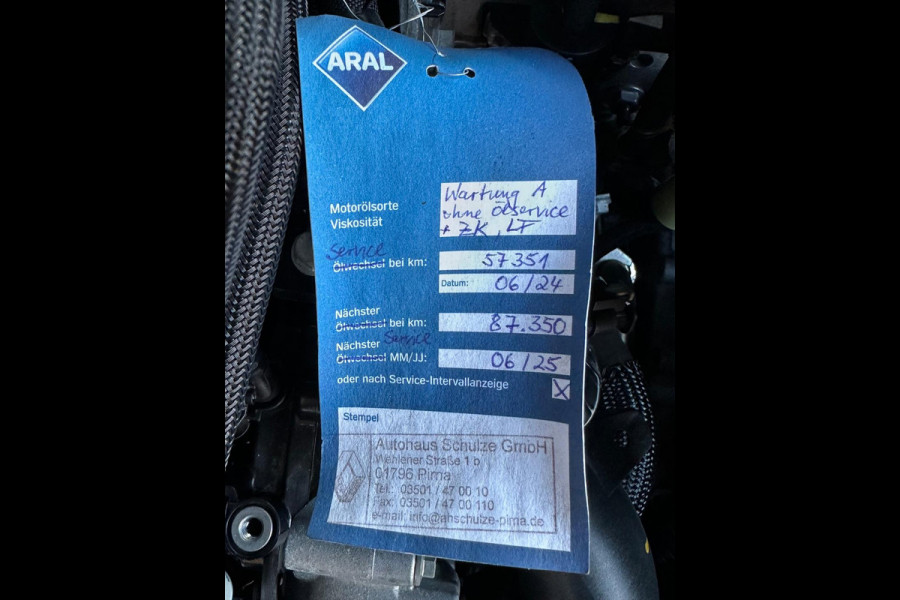 ARAL
Motorölsorte
Viskosität
Wartung A
ohne Ölservice
+ ZK, LT
Service
Ölwechsel bei km: 57351
Datum: 06/24
Nächster
Ölwechsel bei km: 87.350
Nächster Service
Ölwechsel MM/JJ: 06/25
oder nach Service-Intervallanzeige X
Stempel
Autohaus Schulze GmbH
Wehlener Straße 1 b
01796 Pirna
Tel.: 03501 / 47 00 10
Fax: 03501 / 47 00 110
e-mail: info@ahschulze-pirna.de